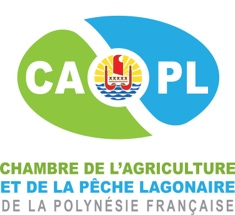 CA PL
CHAMBRE DE L'AGRICULTURE
ET DE LA PÊCHE LAGONAIRE
DE LA POLYNÉSIE FRANÇAISE